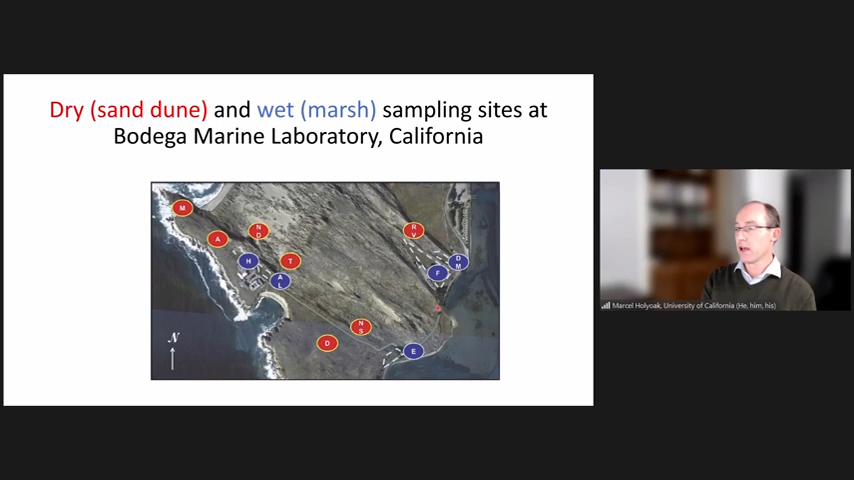 Dry (sand dune) and wet (marsh) sampling sites at
Bodega Marine Laboratory, California
M
N
D
A
R
V
H
T
D
M
F
A
L
N
S
D
E
N
Marcel Holyoak, University of California (He, him, his)